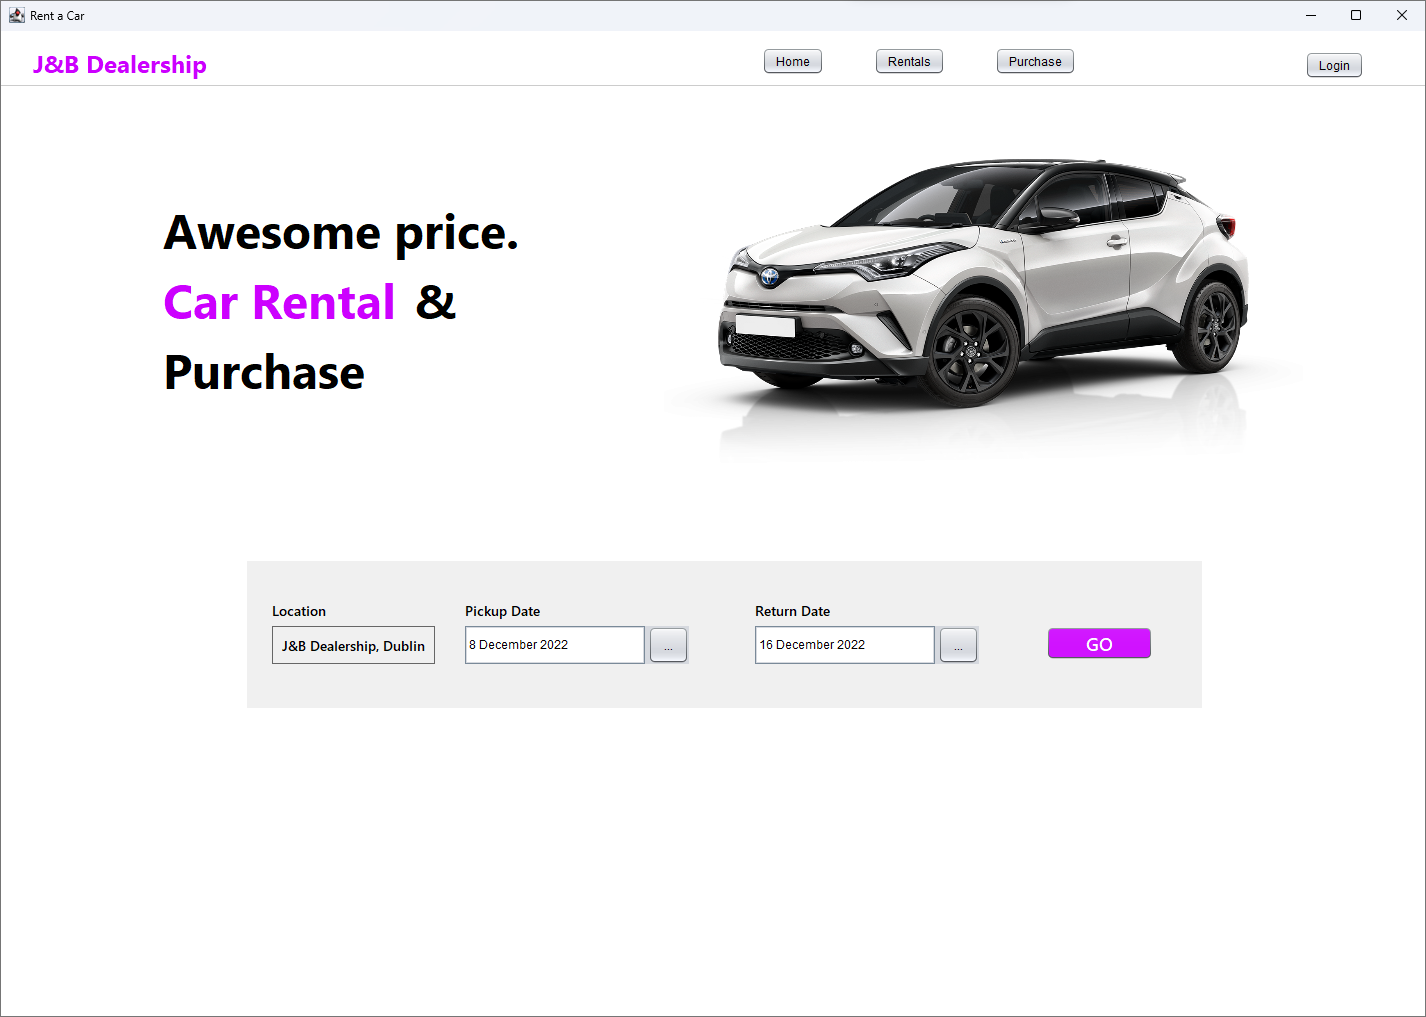 Rent a Car
J&B Dealership
Home
Rentals
Purchase
Login
Awesome price.
Car Rental &
Purchase
Location
Pickup Date
Return Date
J&B Dealership, Dublin
8 December 2022
...
16 December 2022
...
GO